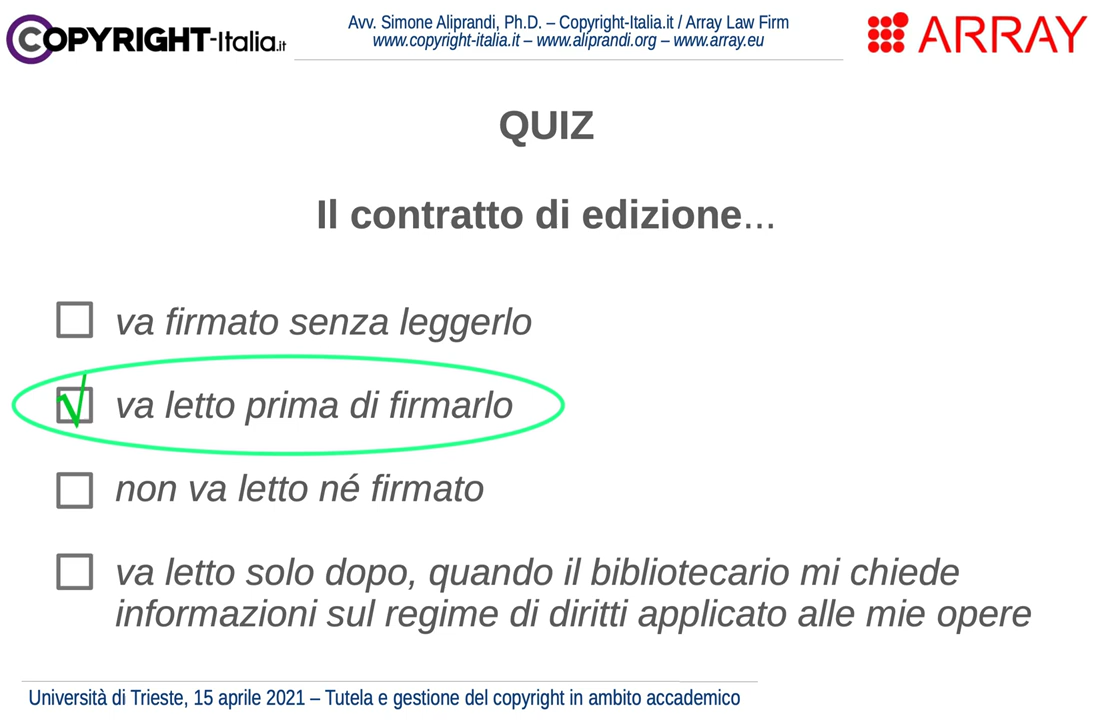 COPYRIGHT-Italia.it
Avv. Simone Aliprandi, Ph.D. – Copyright-Italia.it / Array Law Firm
www.copyright-italia.it – www.aliprandi.org – www.array.eu
ARRAY
QUIZ
Il contratto di edizione...
va firmato senza leggerlo
va letto prima di firmarlo
non va letto né firmato
va letto solo dopo, quando il bibliotecario mi chiede
informazioni sul regime di diritti applicato alle mie opere
Università di Trieste, 15 aprile 2021 – Tutela e gestione del copyright in ambito accademico